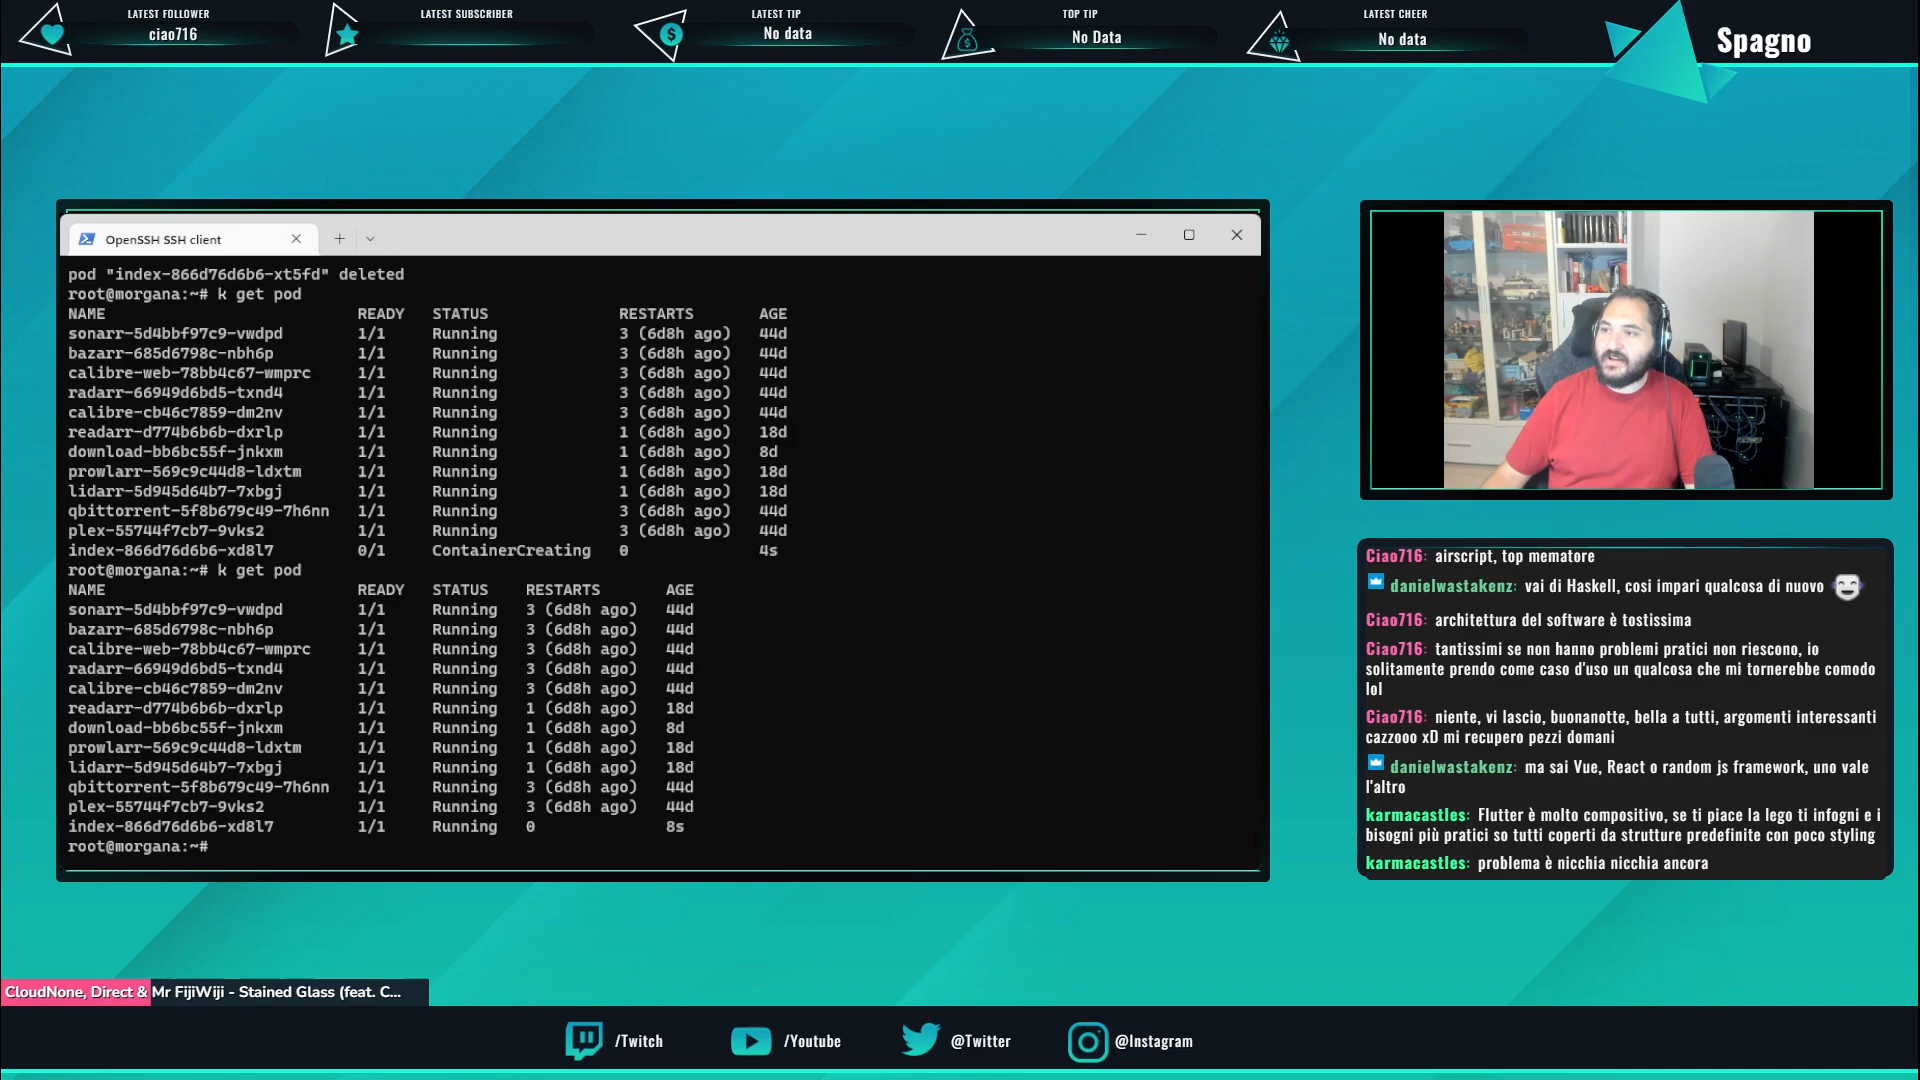 LATEST FOLLOWER
ciao716
LATEST SUBSCRIBER
LATEST TIP
No data
TOP TIP
No Data
LATEST CHEER
No data
Spagno
OpenSSH SSH client
pod "index-866d76d6b6-xt5fd" deleted
root@morgana:~# k get pod
NAME READY STATUS RESTARTS AGE
sonarr-5d4bbf97c9-vwdpd 1/1 Running 3 (6d8h ago) 44d
bazarr-685d6798c-nbh6p 1/1 Running 3 (6d8h ago) 44d
calibre-web-78bb4c67-wmprc 1/1 Running 3 (6d8h ago) 44d
radarr-66949d6bd5-txnd4 1/1 Running 3 (6d8h ago) 44d
calibre-cb46c7859-dm2nv 1/1 Running 3 (6d8h ago) 44d
readarr-d774b6b6b-dxrlp 1/1 Running 1 (6d8h ago) 18d
download-bb6bc55f-jnkxm 1/1 Running 1 (6d8h ago) 8d
prowlarr-569c9c44d8-ldxtm 1/1 Running 1 (6d8h ago) 18d
lidarr-5d945d64b7-7xbgj 1/1 Running 1 (6d8h ago) 18d
qbittorrent-5f8b679c49-7h6nn 1/1 Running 3 (6d8h ago) 44d
plex-55744f7cb7-9vks2 1/1 Running 3 (6d8h ago) 44d
index-866d76d6b6-xd8l7 0/1 ContainerCreating 0 4s
root@morgana:~# k get pod
NAME READY STATUS RESTARTS AGE
sonarr-5d4bbf97c9-vwdpd 1/1 Running 3 (6d8h ago) 44d
bazarr-685d6798c-nbh6p 1/1 Running 3 (6d8h ago) 44d
calibre-web-78bb4c67-wmprc 1/1 Running 3 (6d8h ago) 44d
radarr-66949d6bd5-txnd4 1/1 Running 3 (6d8h ago) 44d
calibre-cb46c7859-dm2nv 1/1 Running 3 (6d8h ago) 44d
readarr-d774b6b6b-dxrlp 1/1 Running 1 (6d8h ago) 18d
download-bb6bc55f-jnkxm 1/1 Running 1 (6d8h ago) 8d
prowlarr-569c9c44d8-ldxtm 1/1 Running 1 (6d8h ago) 18d
lidarr-5d945d64b7-7xbgj 1/1 Running 1 (6d8h ago) 18d
qbittorrent-5f8b679c49-7h6nn 1/1 Running 3 (6d8h ago) 44d
plex-55744f7cb7-9vks2 1/1 Running 3 (6d8h ago) 44d
index-866d76d6b6-xd8l7 1/1 Running 0 8s
root@morgana:~#
Ciao716: airscript, top mematore
danielwastakenz: vai di Haskell, cosi impari qualcosa di nuovo
Ciao716: architettura del software è tostissima
Ciao716: tantissimi se non hanno problemi pratici non riescono, io
solitamente prendo come caso d'uso un qualcosa che mi tornerebbe comodo
lol
Ciao716: niente, vi lascio, buonanotte, bella a tutti, argomenti interessanti
cazzooo xD mi recupero pezzi domani
danielwastakenz: ma sai Vue, React o random js framework, uno vale
l'altro
karmacastles: Flutter è molto compositivo, se ti piace la lego ti infogni e i
bisogni più pratici so tutti coperti da strutture predefinite con poco styling
karmacastles: problema è nicchia nicchia ancora
CloudNone, Direct & Mr FijiWiji - Stained Glass (feat. C...
/Twitch
/Youtube
@Twitter
@Instagram